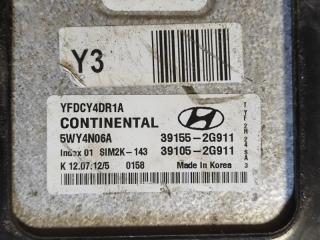 Y3
YFDCY4DR1A
CONTINENTAL
5WY4N06A 39155-2G911
Index 01 SIM2K-143 39105-2G911
K 12.07.12/5 0158 Made in Korea